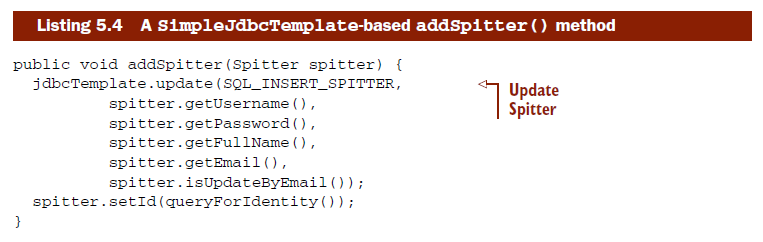 Listing 5.4 A SimpleJdbcTemplate-based addSpitter() method
public void addSpitter(Spitter spitter) {
  jdbcTemplate.update(SQL_INSERT_SPITTER,
          spitter.getUsername(),
          spitter.getPassword(),
          spitter.getFullName(),
          spitter.getEmail(),
          spitter.isUpdateByEmail());
  spitter.setId(queryForIdentity());
}
Update
Spitter